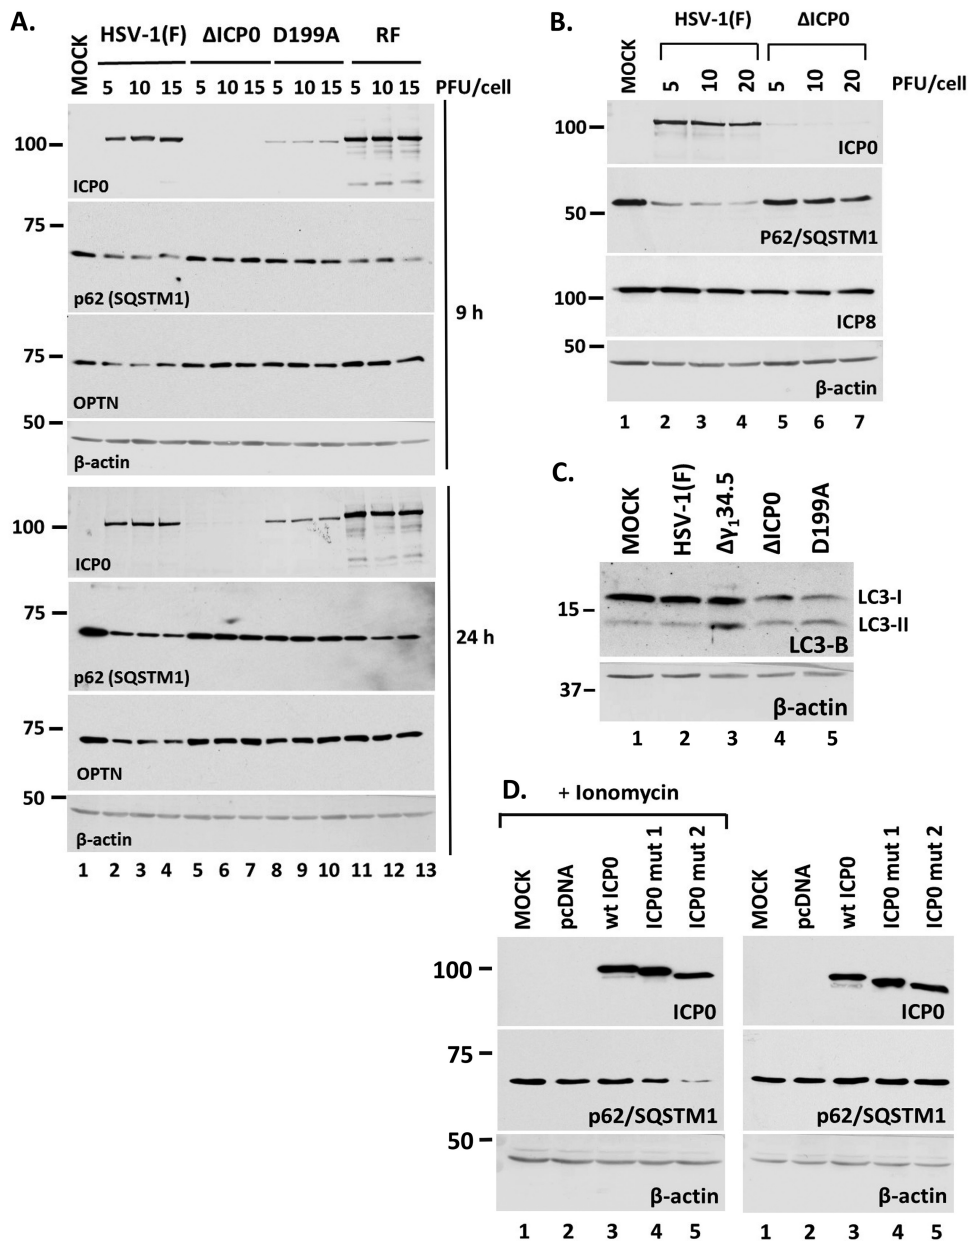 A.
MOCK
HSV-1(F) ΔICP0 D199A RF
5 10 15 5 10 15 5 10 15 5 10 15 PFU/cell
100
ICP0
75
p62 (SQSTM1)
9 h
75
OPTN
50
β-actin
100
ICP0
75
p62 (SQSTM1)
24 h
75
OPTN
50
β-actin
1 2 3 4 5 6 7 8 9 10 11 12 13
B.
MOCK
HSV-1(F) ΔICP0
5 10 20 5 10 20 PFU/cell
100
ICP0
50
P62/SQSTM1
100
ICP8
50
β-actin
1 2 3 4 5 6 7
C.
MOCK HSV-1(F) Δγ₁34.5 ΔICP0 D199A
LC3-I
15
LC3-II
LC3-B
37
β-actin
1 2 3 4 5
D.
+ Ionomycin
MOCK pcDNA wt ICP0 ICP0 mut 1 ICP0 mut 2
MOCK pcDNA wt ICP0 ICP0 mut 1 ICP0 mut 2
100
ICP0 ICP0
75
p62/SQSTM1 p62/SQSTM1
50
β-actin β-actin
1 2 3 4 5 1 2 3 4 5